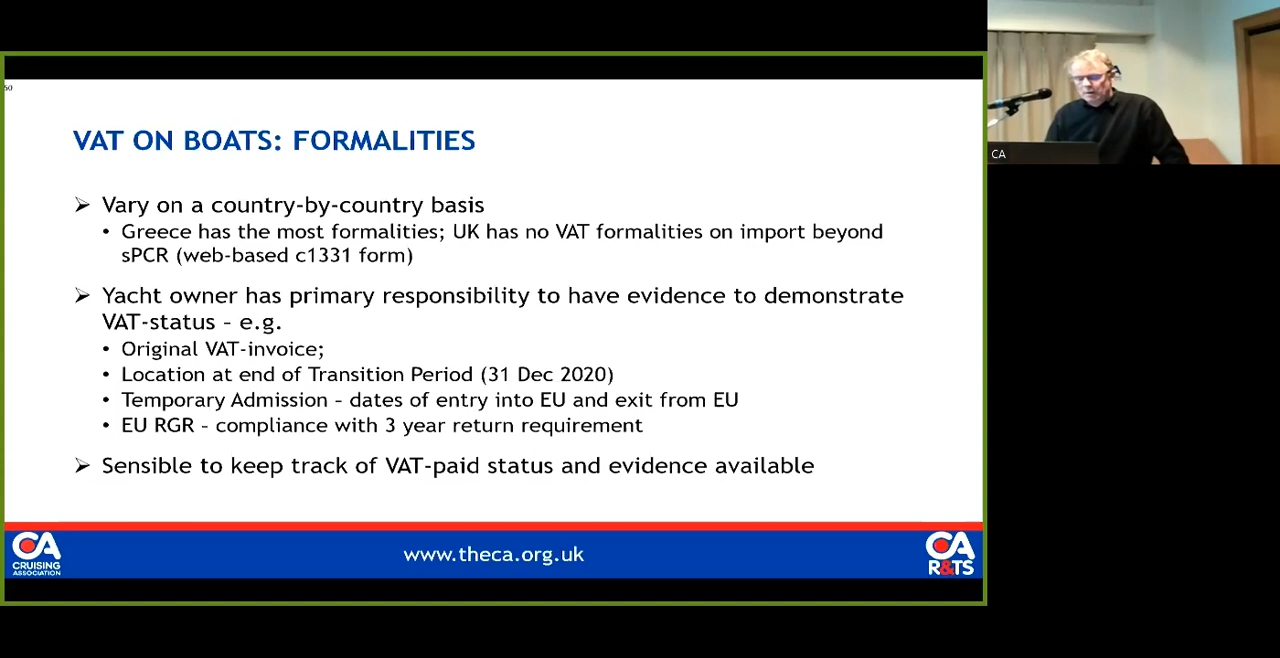 50
VAT ON BOATS: FORMALITIES
➢ Vary on a country-by-country basis
• Greece has the most formalities; UK has no VAT formalities on import beyond
sPCR (web-based c1331 form)
➢ Yacht owner has primary responsibility to have evidence to demonstrate
VAT-status – e.g.
• Original VAT-invoice;
• Location at end of Transition Period (31 Dec 2020)
• Temporary Admission – dates of entry into EU and exit from EU
• EU RGR – compliance with 3 year return requirement
➢ Sensible to keep track of VAT-paid status and evidence available
CA
CRUISING
ASSOCIATION
www.theca.org.uk
CA
R&TS
CA